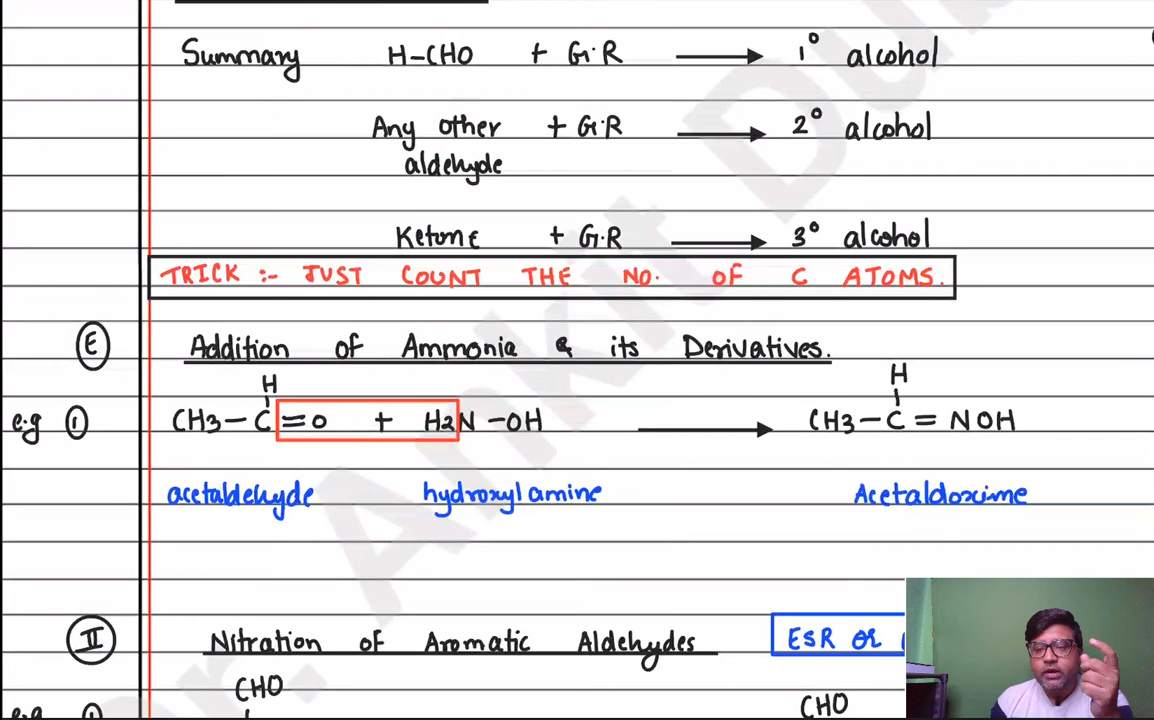 Summary H-CHO + G·R → 1° alcohol
Any other + G·R → 2° alcohol
aldehyde
Ketone + G·R → 3° alcohol
TRICK :- JUST COUNT THE NO. OF C ATOMS.
E Addition of Ammonia & its Derivatives.
H H
e.g 1 CH3-C=O + H2N-OH → CH3-C=NOH
acetaldehyde hydroxylamine Acetaldoxime
II Nitration of Aromatic Aldehydes ESR or
CHO CHO
e.g 1